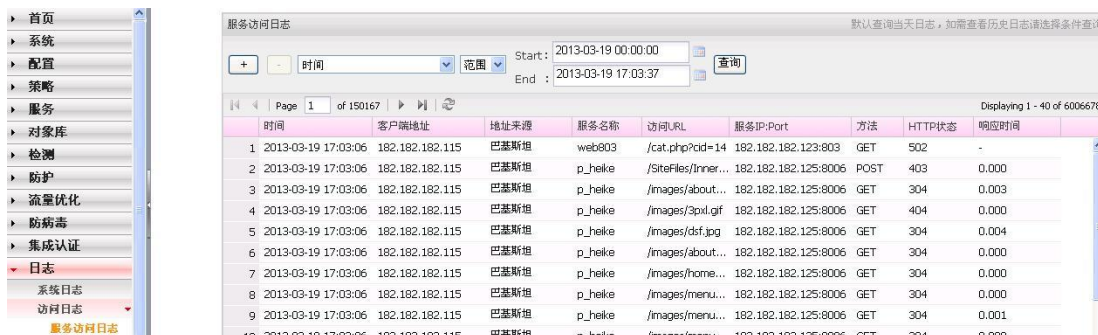 首页
系统
配置
策略
服务
对象库
检测
防护
流量优化
防病毒
集成认证
日志
系统日志
访问日志
服务访问日志
服务访问日志 默认查询当天日志，如需查看历史日志请选择条件查询
+ - 时间 范围 Start: 2013-03-19 00:00:00 查询
End : 2013-03-19 17:03:37
Page 1 of 150167 Displaying 1 - 40 of 6006678
时间 客户端地址 地址来源 服务名称 访问URL 服务IP:Port 方法 HTTP状态 响应时间
1 2013-03-19 17:03:06 182.182.182.115 巴基斯坦 web803 /cat.php?cid=14 182.182.182.123:803 GET 502 -
2 2013-03-19 17:03:06 182.182.182.115 巴基斯坦 p_heike /SiteFiles/Inner... 182.182.182.125:8006 POST 403 0.000
3 2013-03-19 17:03:06 182.182.182.115 巴基斯坦 p_heike /images/about... 182.182.182.125:8006 GET 304 0.003
4 2013-03-19 17:03:06 182.182.182.115 巴基斯坦 p_heike /images/3pxl.gif 182.182.182.125:8006 GET 404 0.000
5 2013-03-19 17:03:06 182.182.182.115 巴基斯坦 p_heike /images/dsf.jpg 182.182.182.125:8006 GET 304 0.004
6 2013-03-19 17:03:06 182.182.182.115 巴基斯坦 p_heike /images/about... 182.182.182.125:8006 GET 304 0.000
7 2013-03-19 17:03:06 182.182.182.115 巴基斯坦 p_heike /images/home... 182.182.182.125:8006 GET 304 0.000
8 2013-03-19 17:03:06 182.182.182.115 巴基斯坦 p_heike /images/menu... 182.182.182.125:8006 GET 304 0.000
9 2013-03-19 17:03:06 182.182.182.115 巴基斯坦 p_heike /images/menu... 182.182.182.125:8006 GET 304 0.001